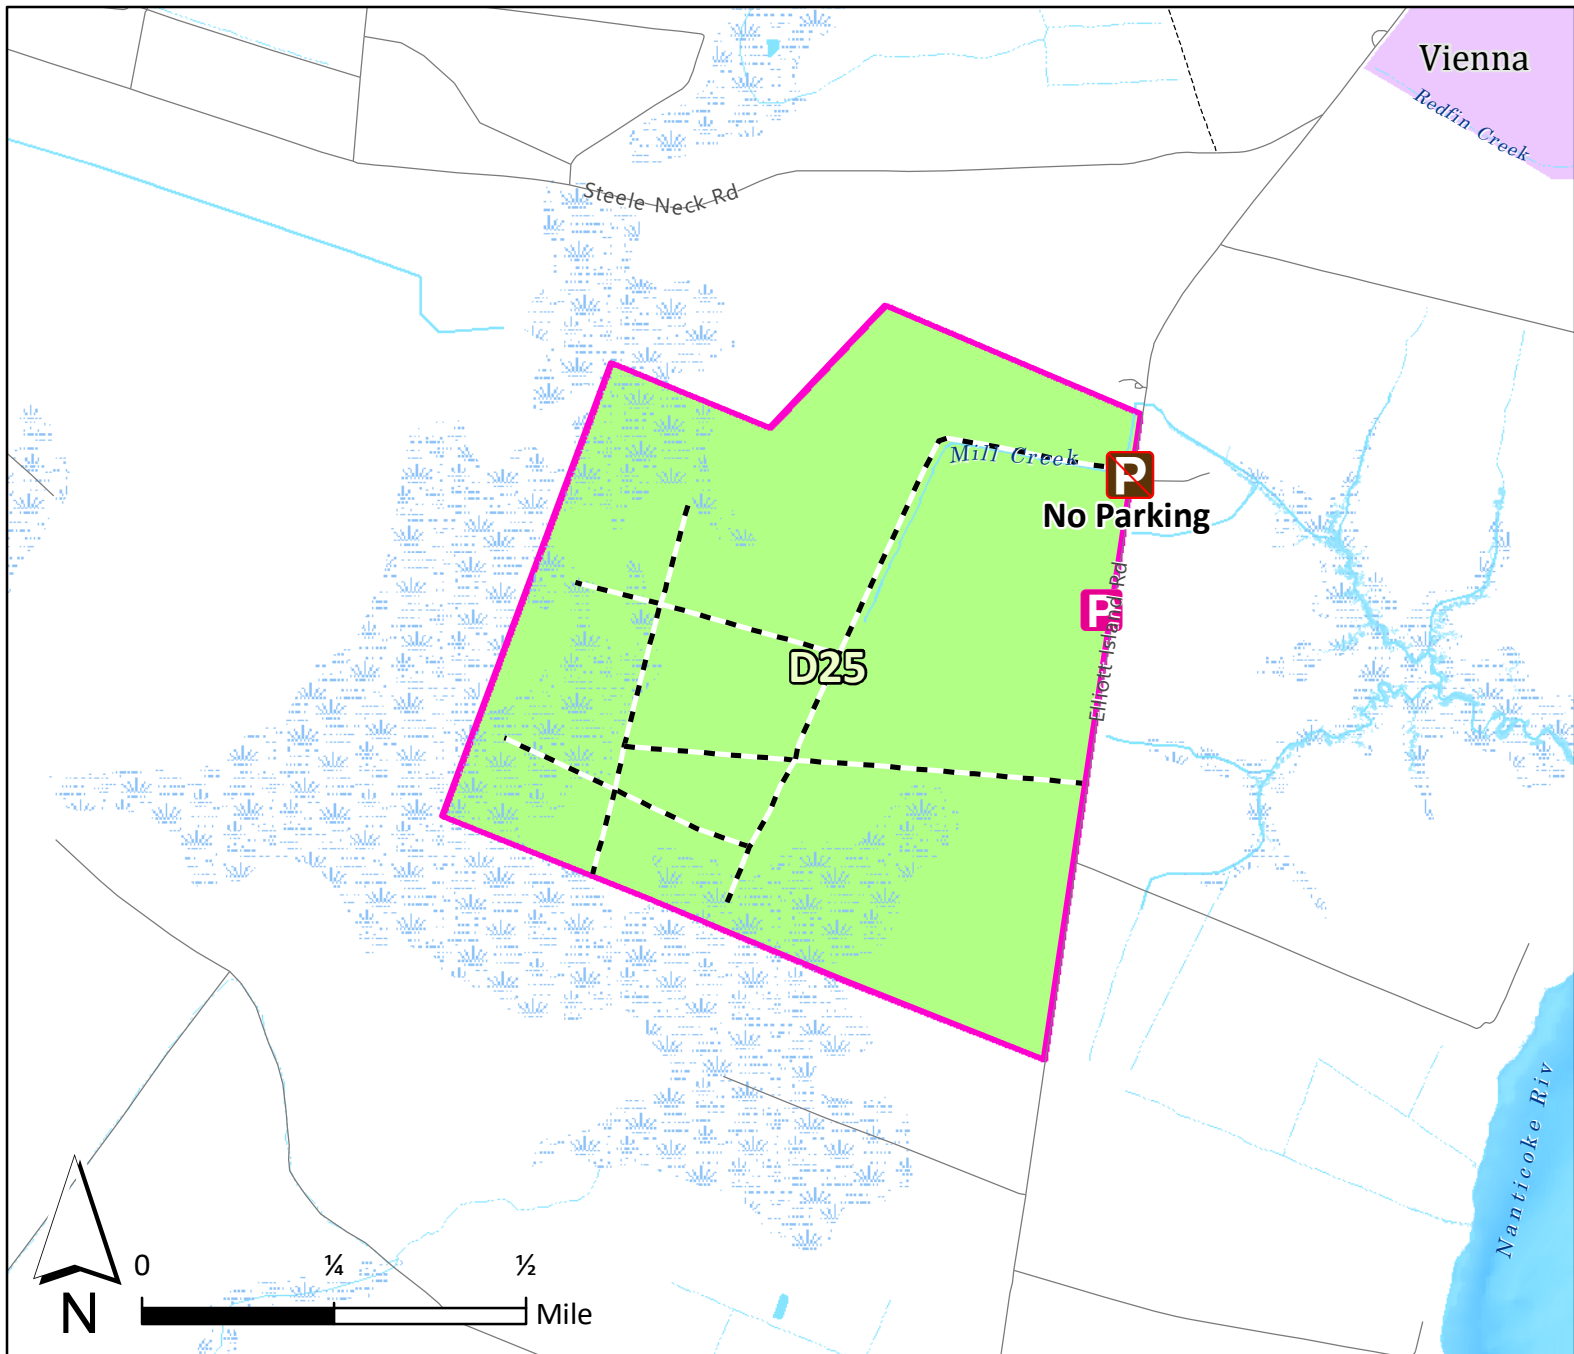 Vienna
Redfin Creek
Steele Neck Rd
Mill Creek
P
No Parking
P
Elliott Island Rd
D25
Nanticoke Riv
0 ¼ ½
Mile
N